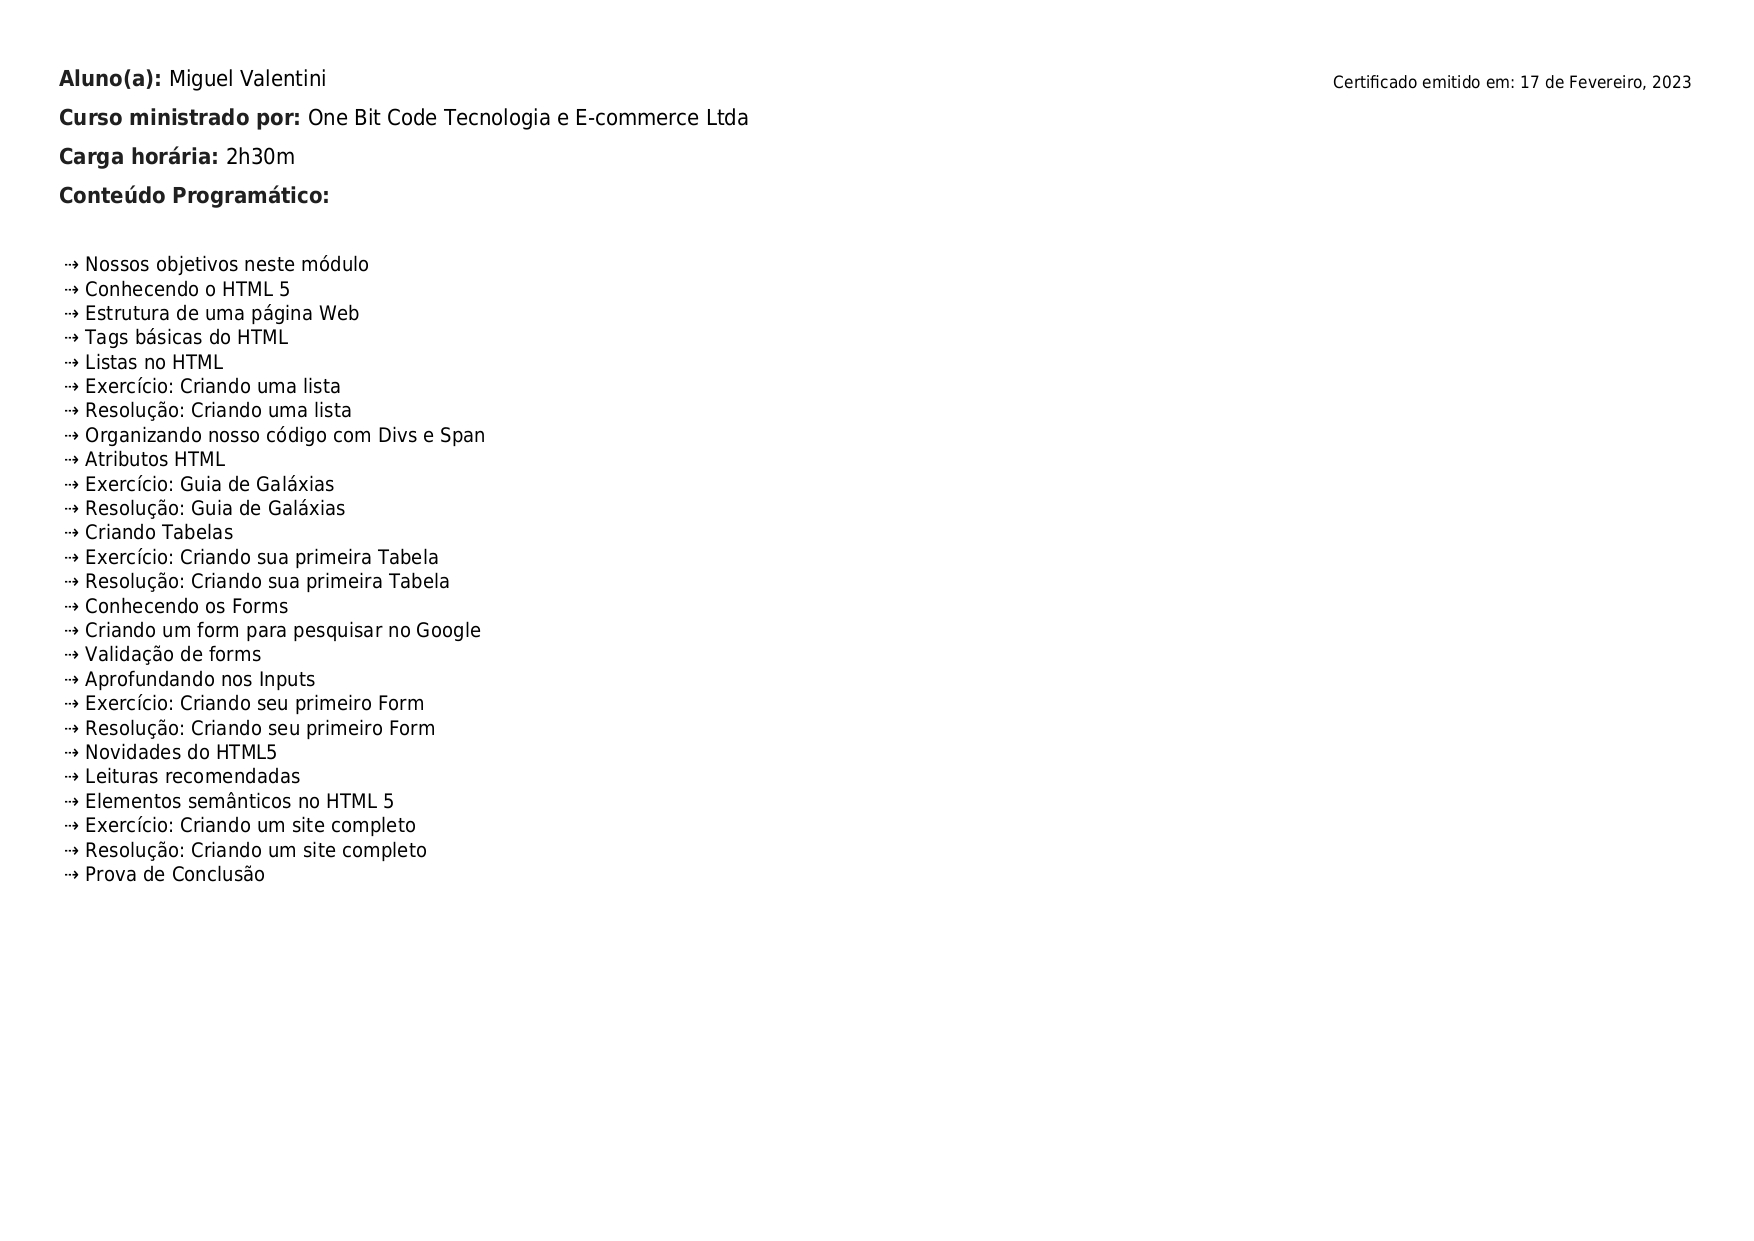 Aluno(a): Miguel Valentini
Certificado emitido em: 17 de Fevereiro, 2023
Curso ministrado por: One Bit Code Tecnologia e E-commerce Ltda
Carga horária: 2h30m
Conteúdo Programático:
⇢ Nossos objetivos neste módulo
⇢ Conhecendo o HTML 5
⇢ Estrutura de uma página Web
⇢ Tags básicas do HTML
⇢ Listas no HTML
⇢ Exercício: Criando uma lista
⇢ Resolução: Criando uma lista
⇢ Organizando nosso código com Divs e Span
⇢ Atributos HTML
⇢ Exercício: Guia de Galáxias
⇢ Resolução: Guia de Galáxias
⇢ Criando Tabelas
⇢ Exercício: Criando sua primeira Tabela
⇢ Resolução: Criando sua primeira Tabela
⇢ Conhecendo os Forms
⇢ Criando um form para pesquisar no Google
⇢ Validação de forms
⇢ Aprofundando nos Inputs
⇢ Exercício: Criando seu primeiro Form
⇢ Resolução: Criando seu primeiro Form
⇢ Novidades do HTML5
⇢ Leituras recomendadas
⇢ Elementos semânticos no HTML 5
⇢ Exercício: Criando um site completo
⇢ Resolução: Criando um site completo
⇢ Prova de Conclusão